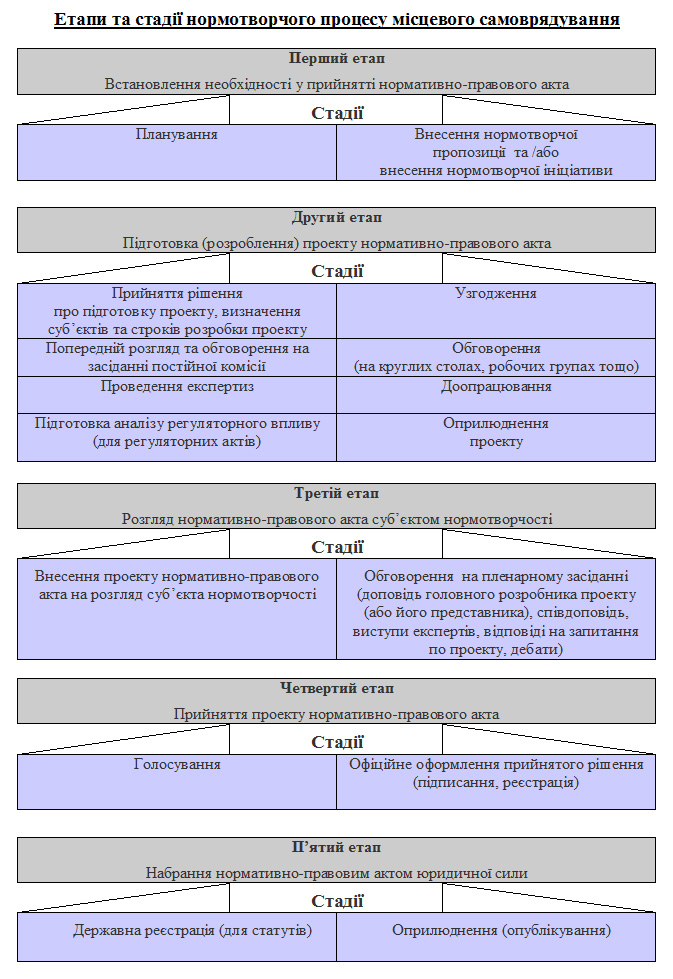 Етапи та стадії нормотворчого процесу місцевого самоврядування
Перший етап
Встановлення необхідності у прийнятті нормативно-правового акта
Стадії
Планування
Внесення нормотворчої
пропозиції та /або
внесення нормотворчої ініціативи
Другий етап
Підготовка (розроблення) проекту нормативно-правового акта
Стадії
Прийняття рішення
про підготовку проекту, визначення
суб’єктів та строків розробки проекту
Узгодження
Попередній розгляд та обговорення на
засіданні постійної комісії
Обговорення
(на круглих столах, робочих групах тощо)
Проведення експертиз
Доопрацювання
Підготовка аналізу регуляторного впливу
(для регуляторних актів)
Оприлюднення
проекту
Третій етап
Розгляд нормативно-правового акта суб’єктом нормотворчості
Стадії
Внесення проекту нормативно-правового
акта на розгляд суб’єкта нормотворчості
Обговорення на пленарному засіданні
(доповідь головного розробника проекту
(або його представника), співдоповідь,
виступи експертів, відповіді на запитання
по проекту, дебати)
Четвертий етап
Прийняття проекту нормативно-правового акта
Стадії
Голосування
Офіційне оформлення прийнятого рішення
(підписання, реєстрація)
П’ятий етап
Набрання нормативно-правовим актом юридичної сили
Стадії
Державна реєстрація (для статутів)
Оприлюднення (опублікування)